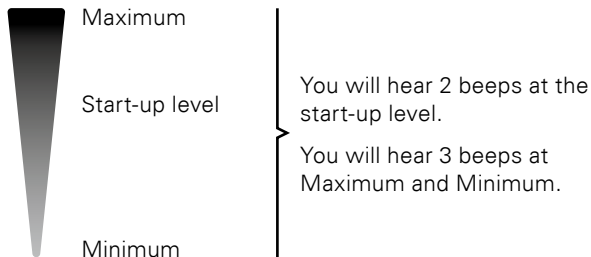 Maximum
Start-up level
Minimum
You will hear 2 beeps at the
start-up level.
You will hear 3 beeps at
Maximum and Minimum.